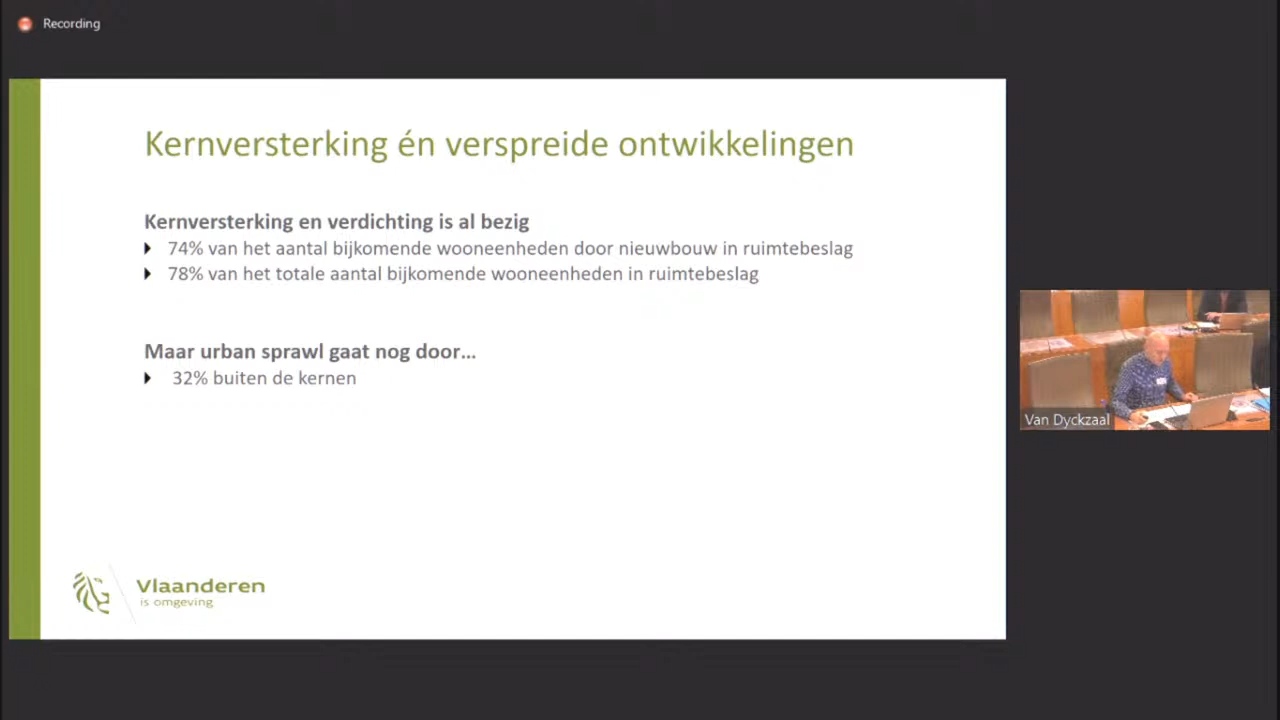 Recording
Kernversterking én verspreide ontwikkelingen
Kernversterking en verdichting is al bezig
74% van het aantal bijkomende wooneenheden door nieuwbouw in ruimtebeslag
78% van het totale aantal bijkomende wooneenheden in ruimtebeslag
Maar urban sprawl gaat nog door...
32% buiten de kernen
Van Dyckzaal
Vlaanderen
is omgeving